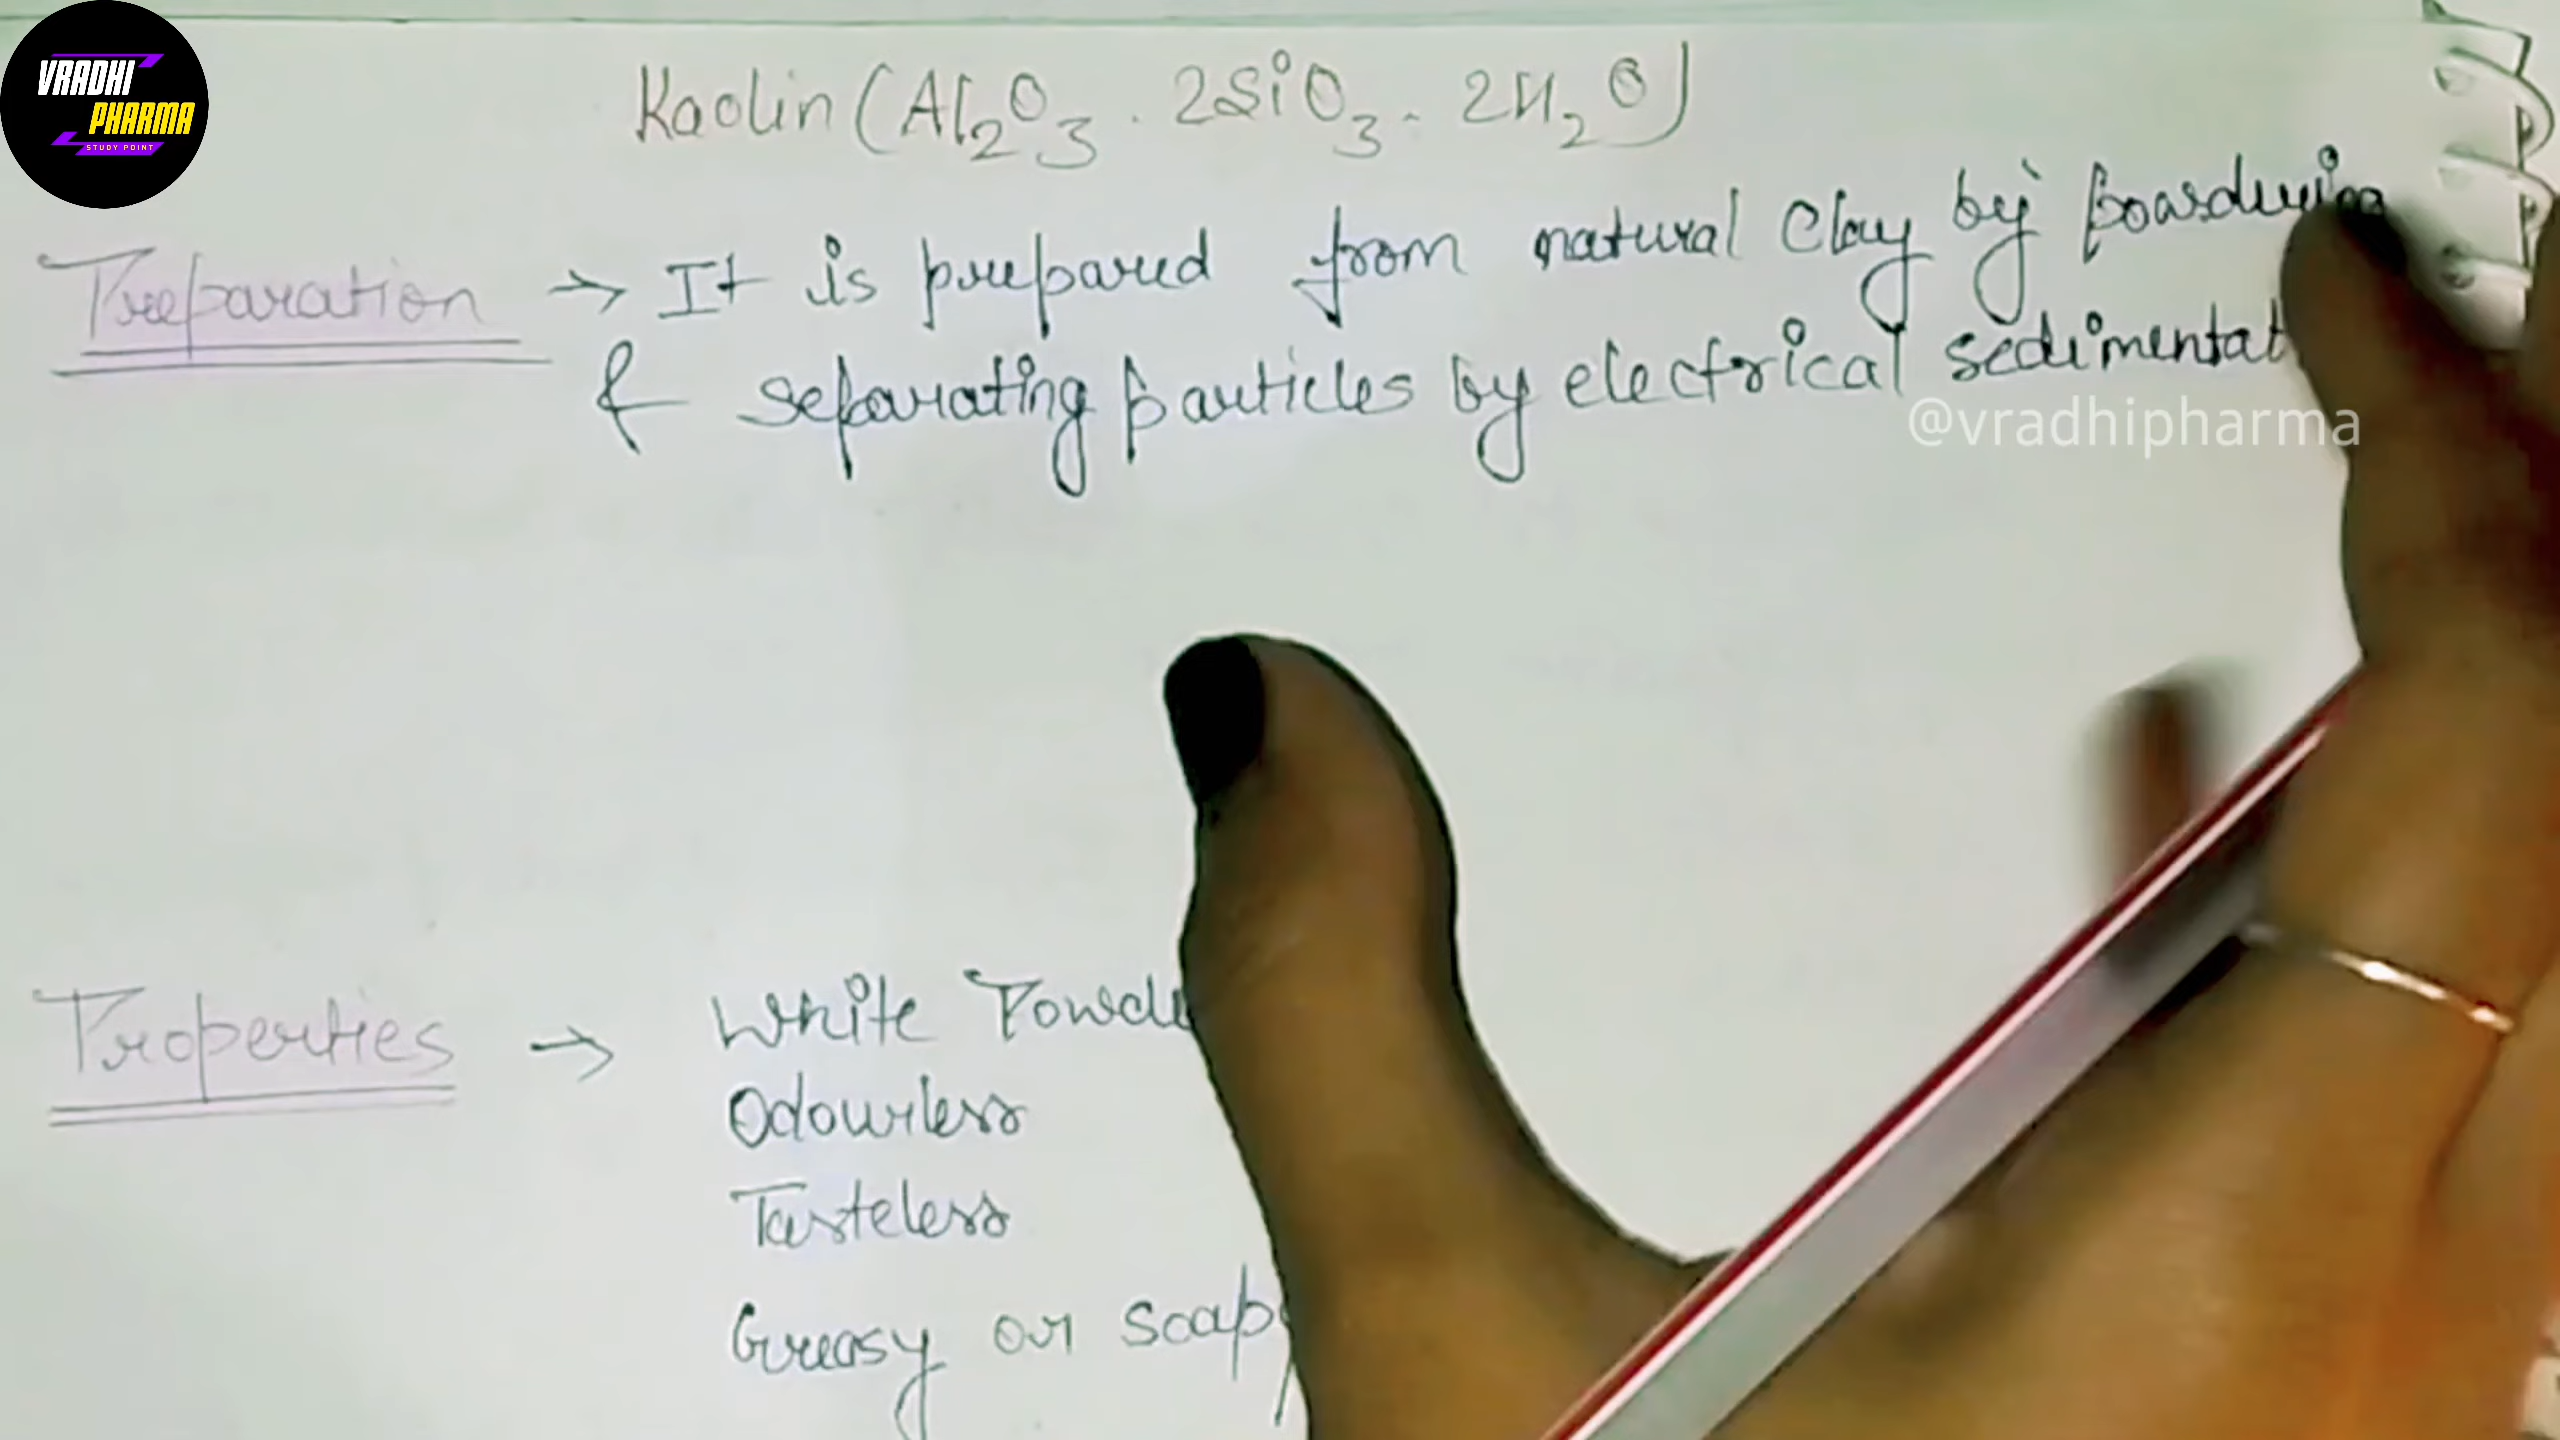 VRADHI
PHARMA
STUDY POINT
Kaolin (Al₂O₃ . 2SiO₃ . 2H₂O)
Preparation → It is prepared from natural clay by
& separating particles by electrical sedimentat
@vradhipharma
Properties → White Powde
Odourless
Tasteless
Greasy or soapy